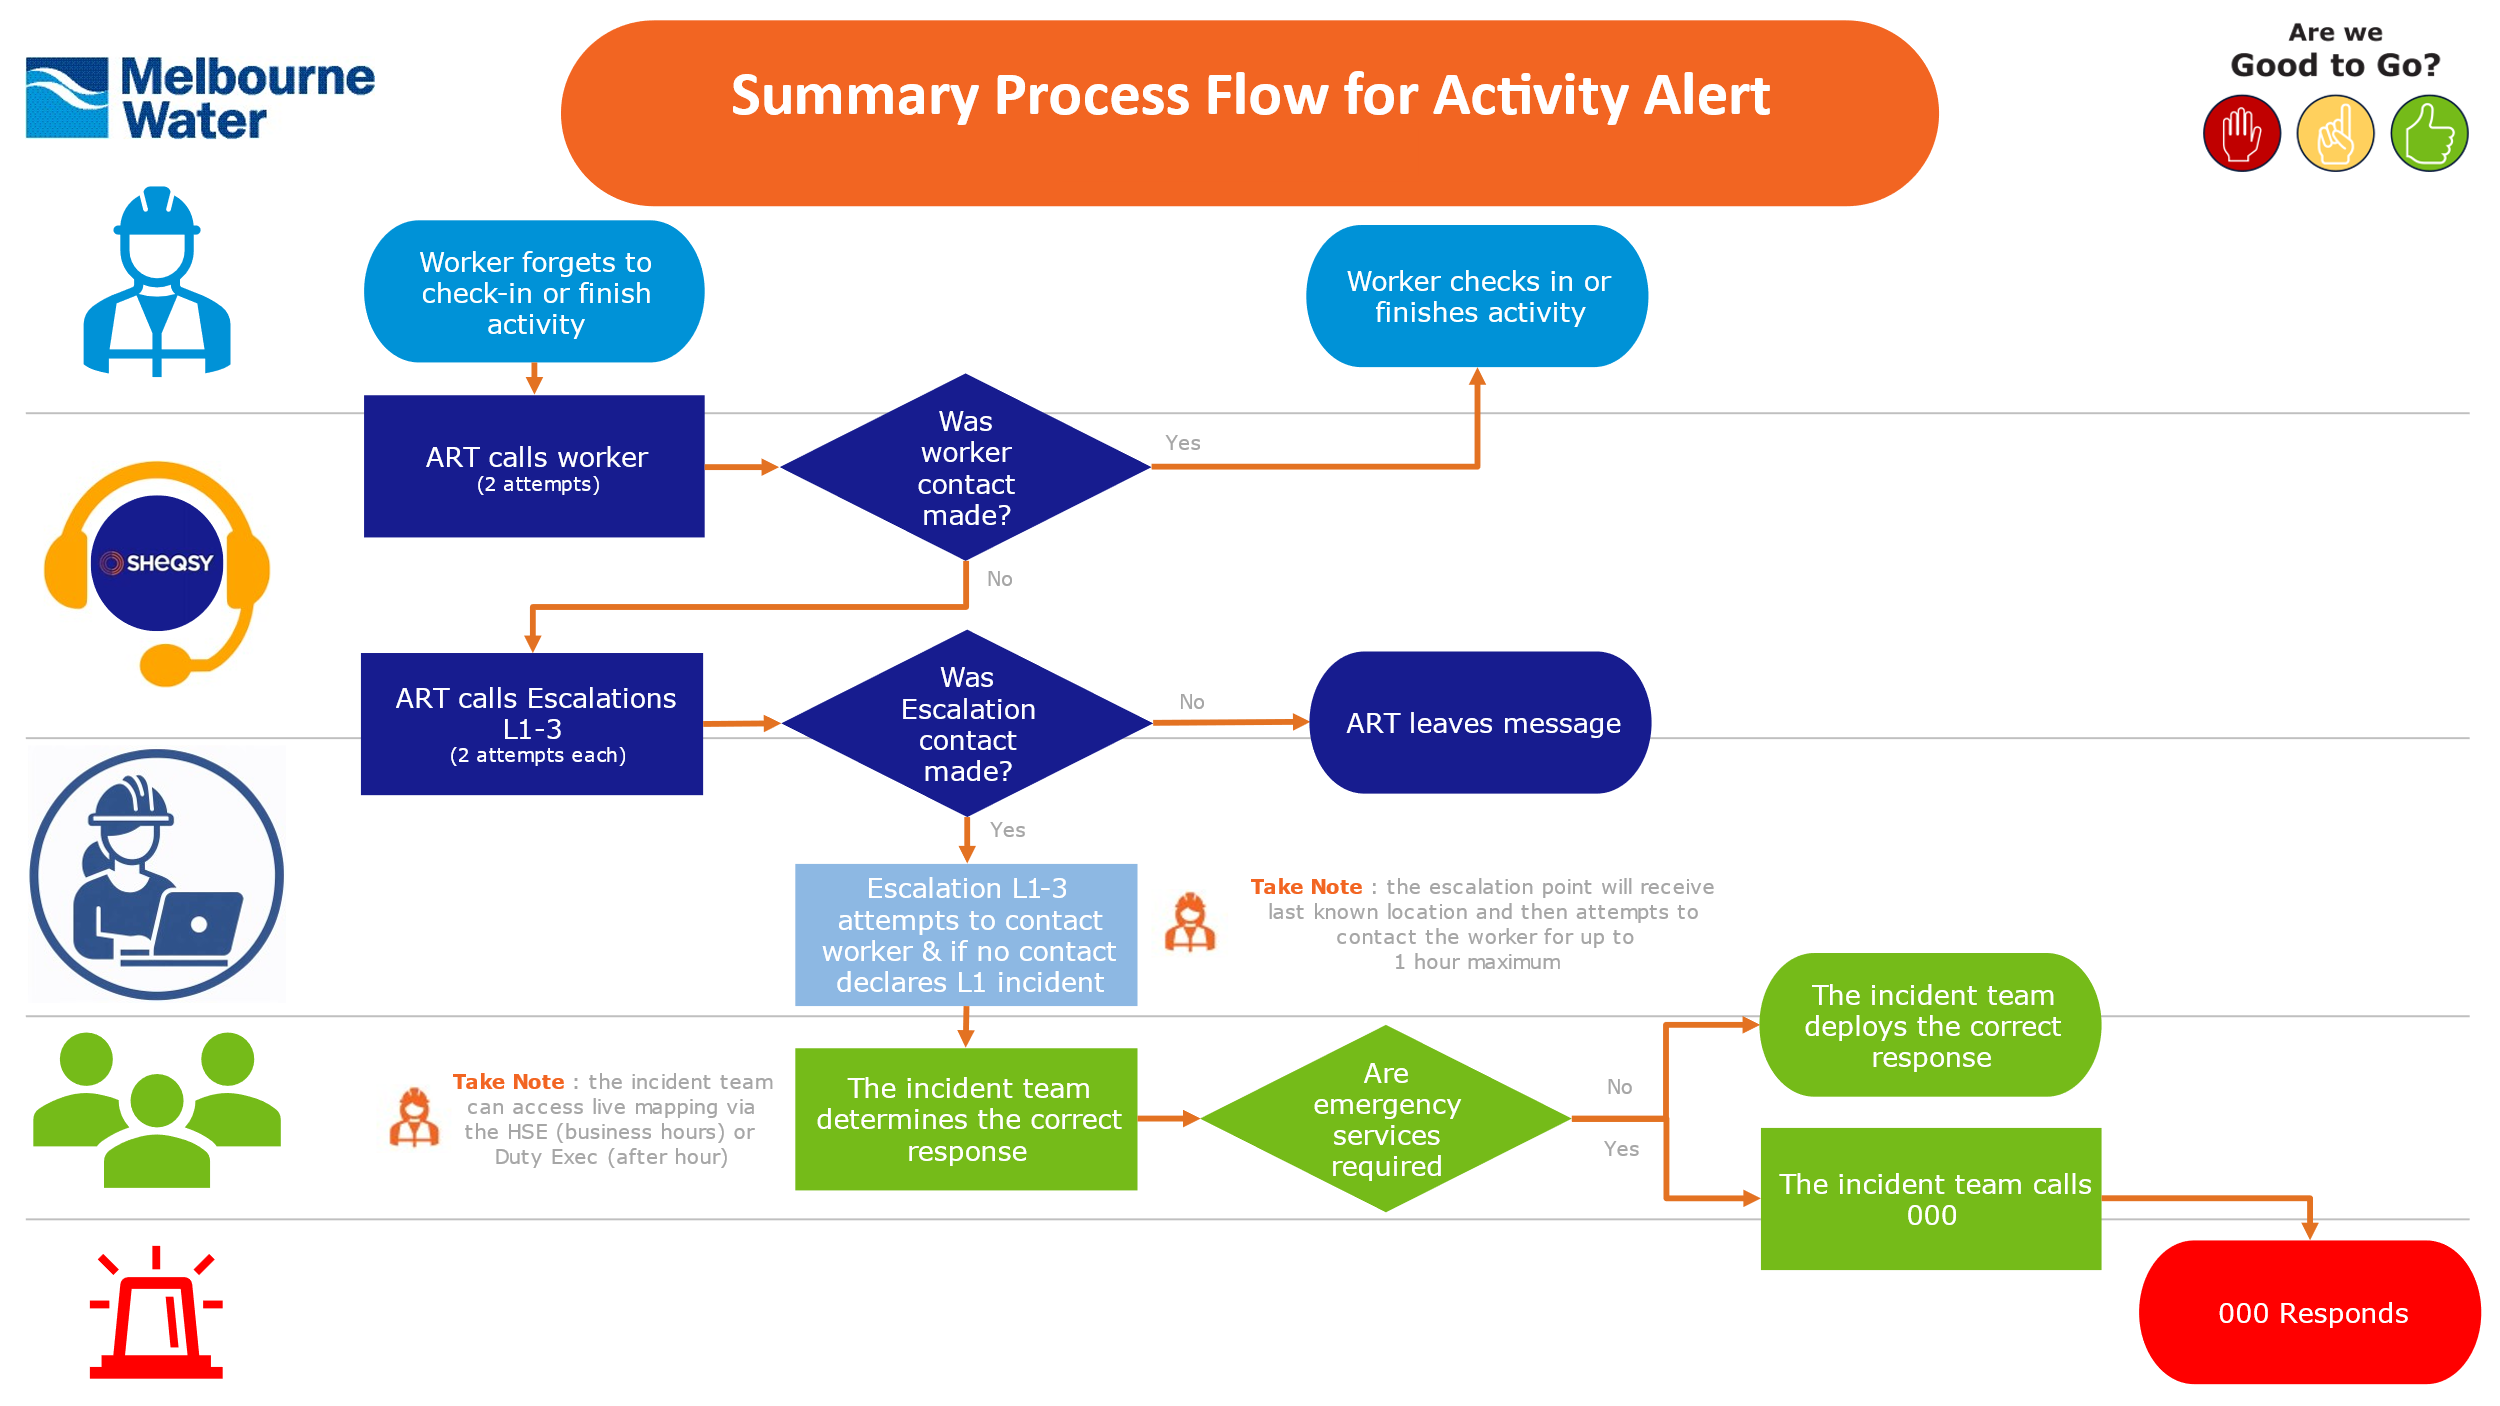 Melbourne
Water
Summary Process Flow for Activity Alert
Are we
Good to Go?
Worker forgets to
check-in or finish
activity
Worker checks in or
finishes activity
ART calls worker
(2 attempts)
Was
worker
contact
made?
Yes
No
SHEQSY
ART calls Escalations
L1-3
(2 attempts each)
Was
Escalation
contact
made?
No
ART leaves message
Yes
Escalation L1-3
attempts to contact
worker & if no contact
declares L1 incident
Take Note : the escalation point will receive
last known location and then attempts to
contact the worker for up to
1 hour maximum
Take Note : the incident team
can access live mapping via
the HSE (business hours) or
Duty Exec (after hour)
The incident team
determines the correct
response
Are
emergency
services
required
No
Yes
The incident team
deploys the correct
response
The incident team calls
000
000 Responds